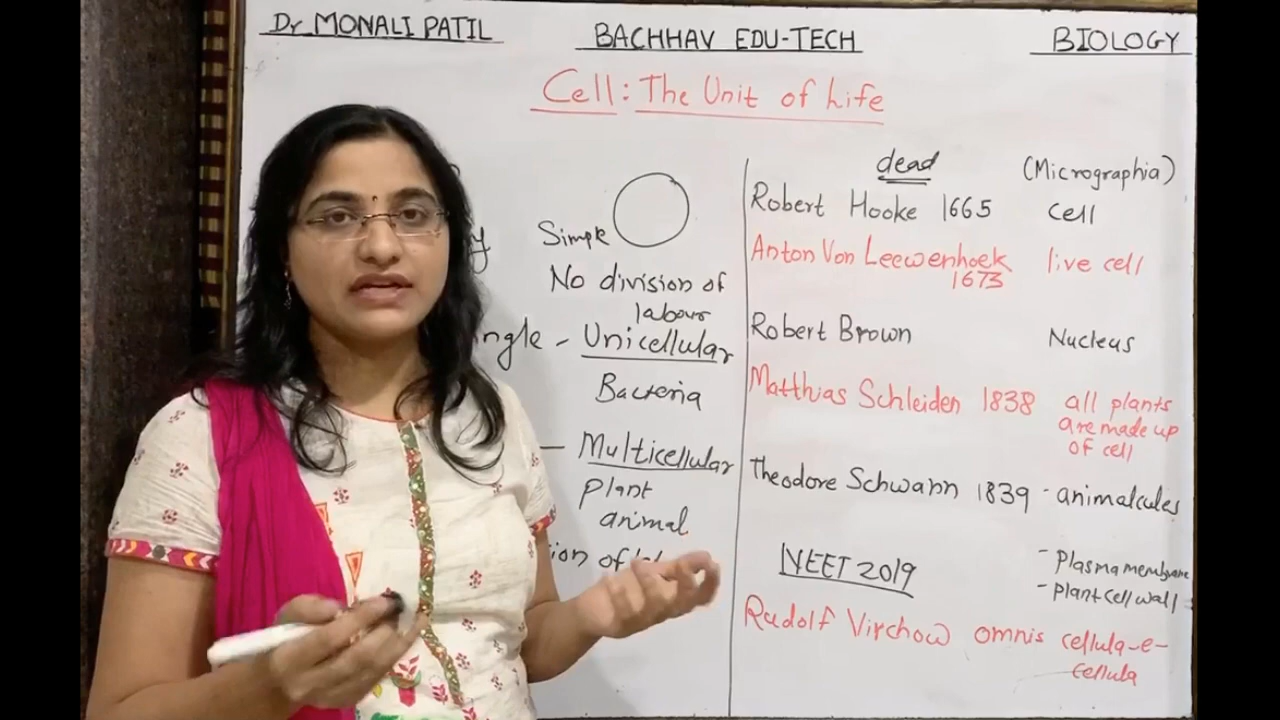 Dr MONALI PATIL
BACHHAV EDU-TECH
BIOLOGY
Cell: The Unit of Life
Simple
No division of
labour
Unicellular
Bacteria
— Multicellular
Plant
animal
dead
(Micrographia)
Robert Hooke 1665 cell
Anton Von Leewenhoek live cell
1673
Robert Brown Nucleus
Matthias Schleiden 1838 all plants
are made up
of cell
Theodore Schwann 1839 - animalcules
NEET 2019
- Plasma membrane
- Plant cell wall
Rudolf Virchow omnis cellula-e-
cellula